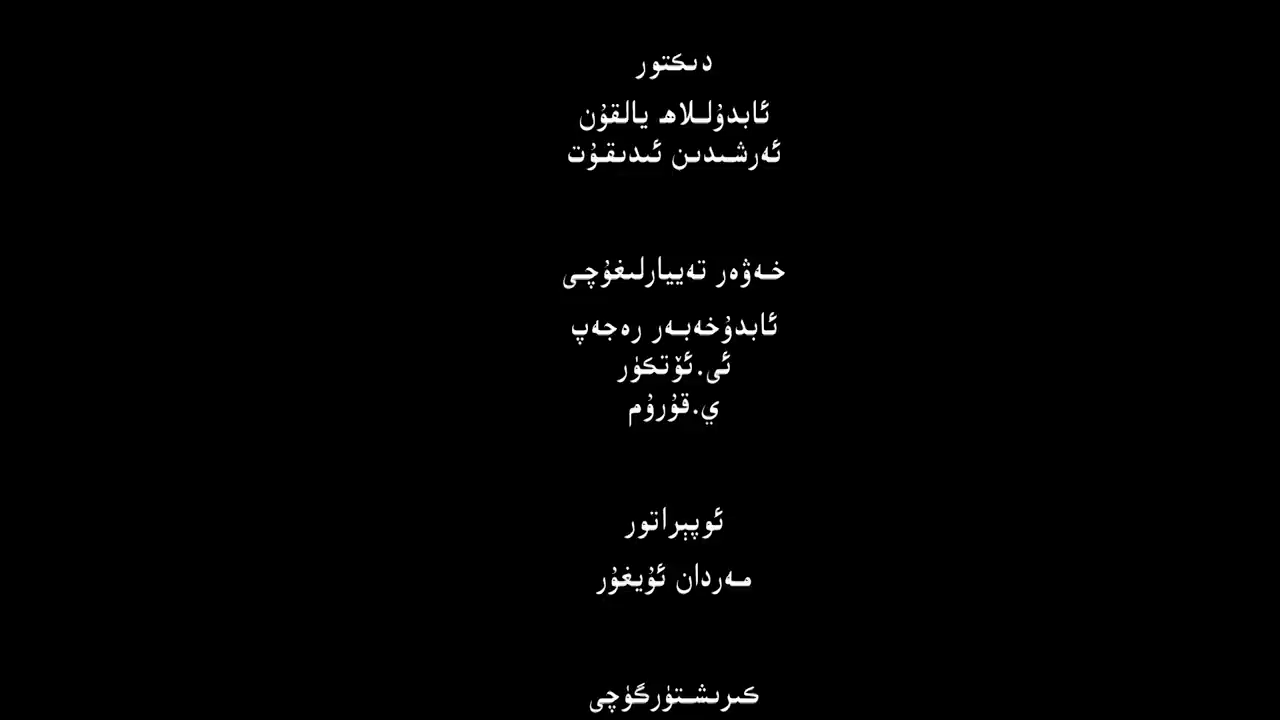 دىكتور
ئابدۇللاھ يالقۇن
ئەرشىدىن ئىدىقۇت
خەۋەر تەييارلىغۇچى
ئابدۇخەبەر رەجەپ
ئى.ئۆتكۈر
ي.قۇرۇم
ئوپېراتور
مەردان ئۇيغۇر
كىرىشتۈرگۈچى